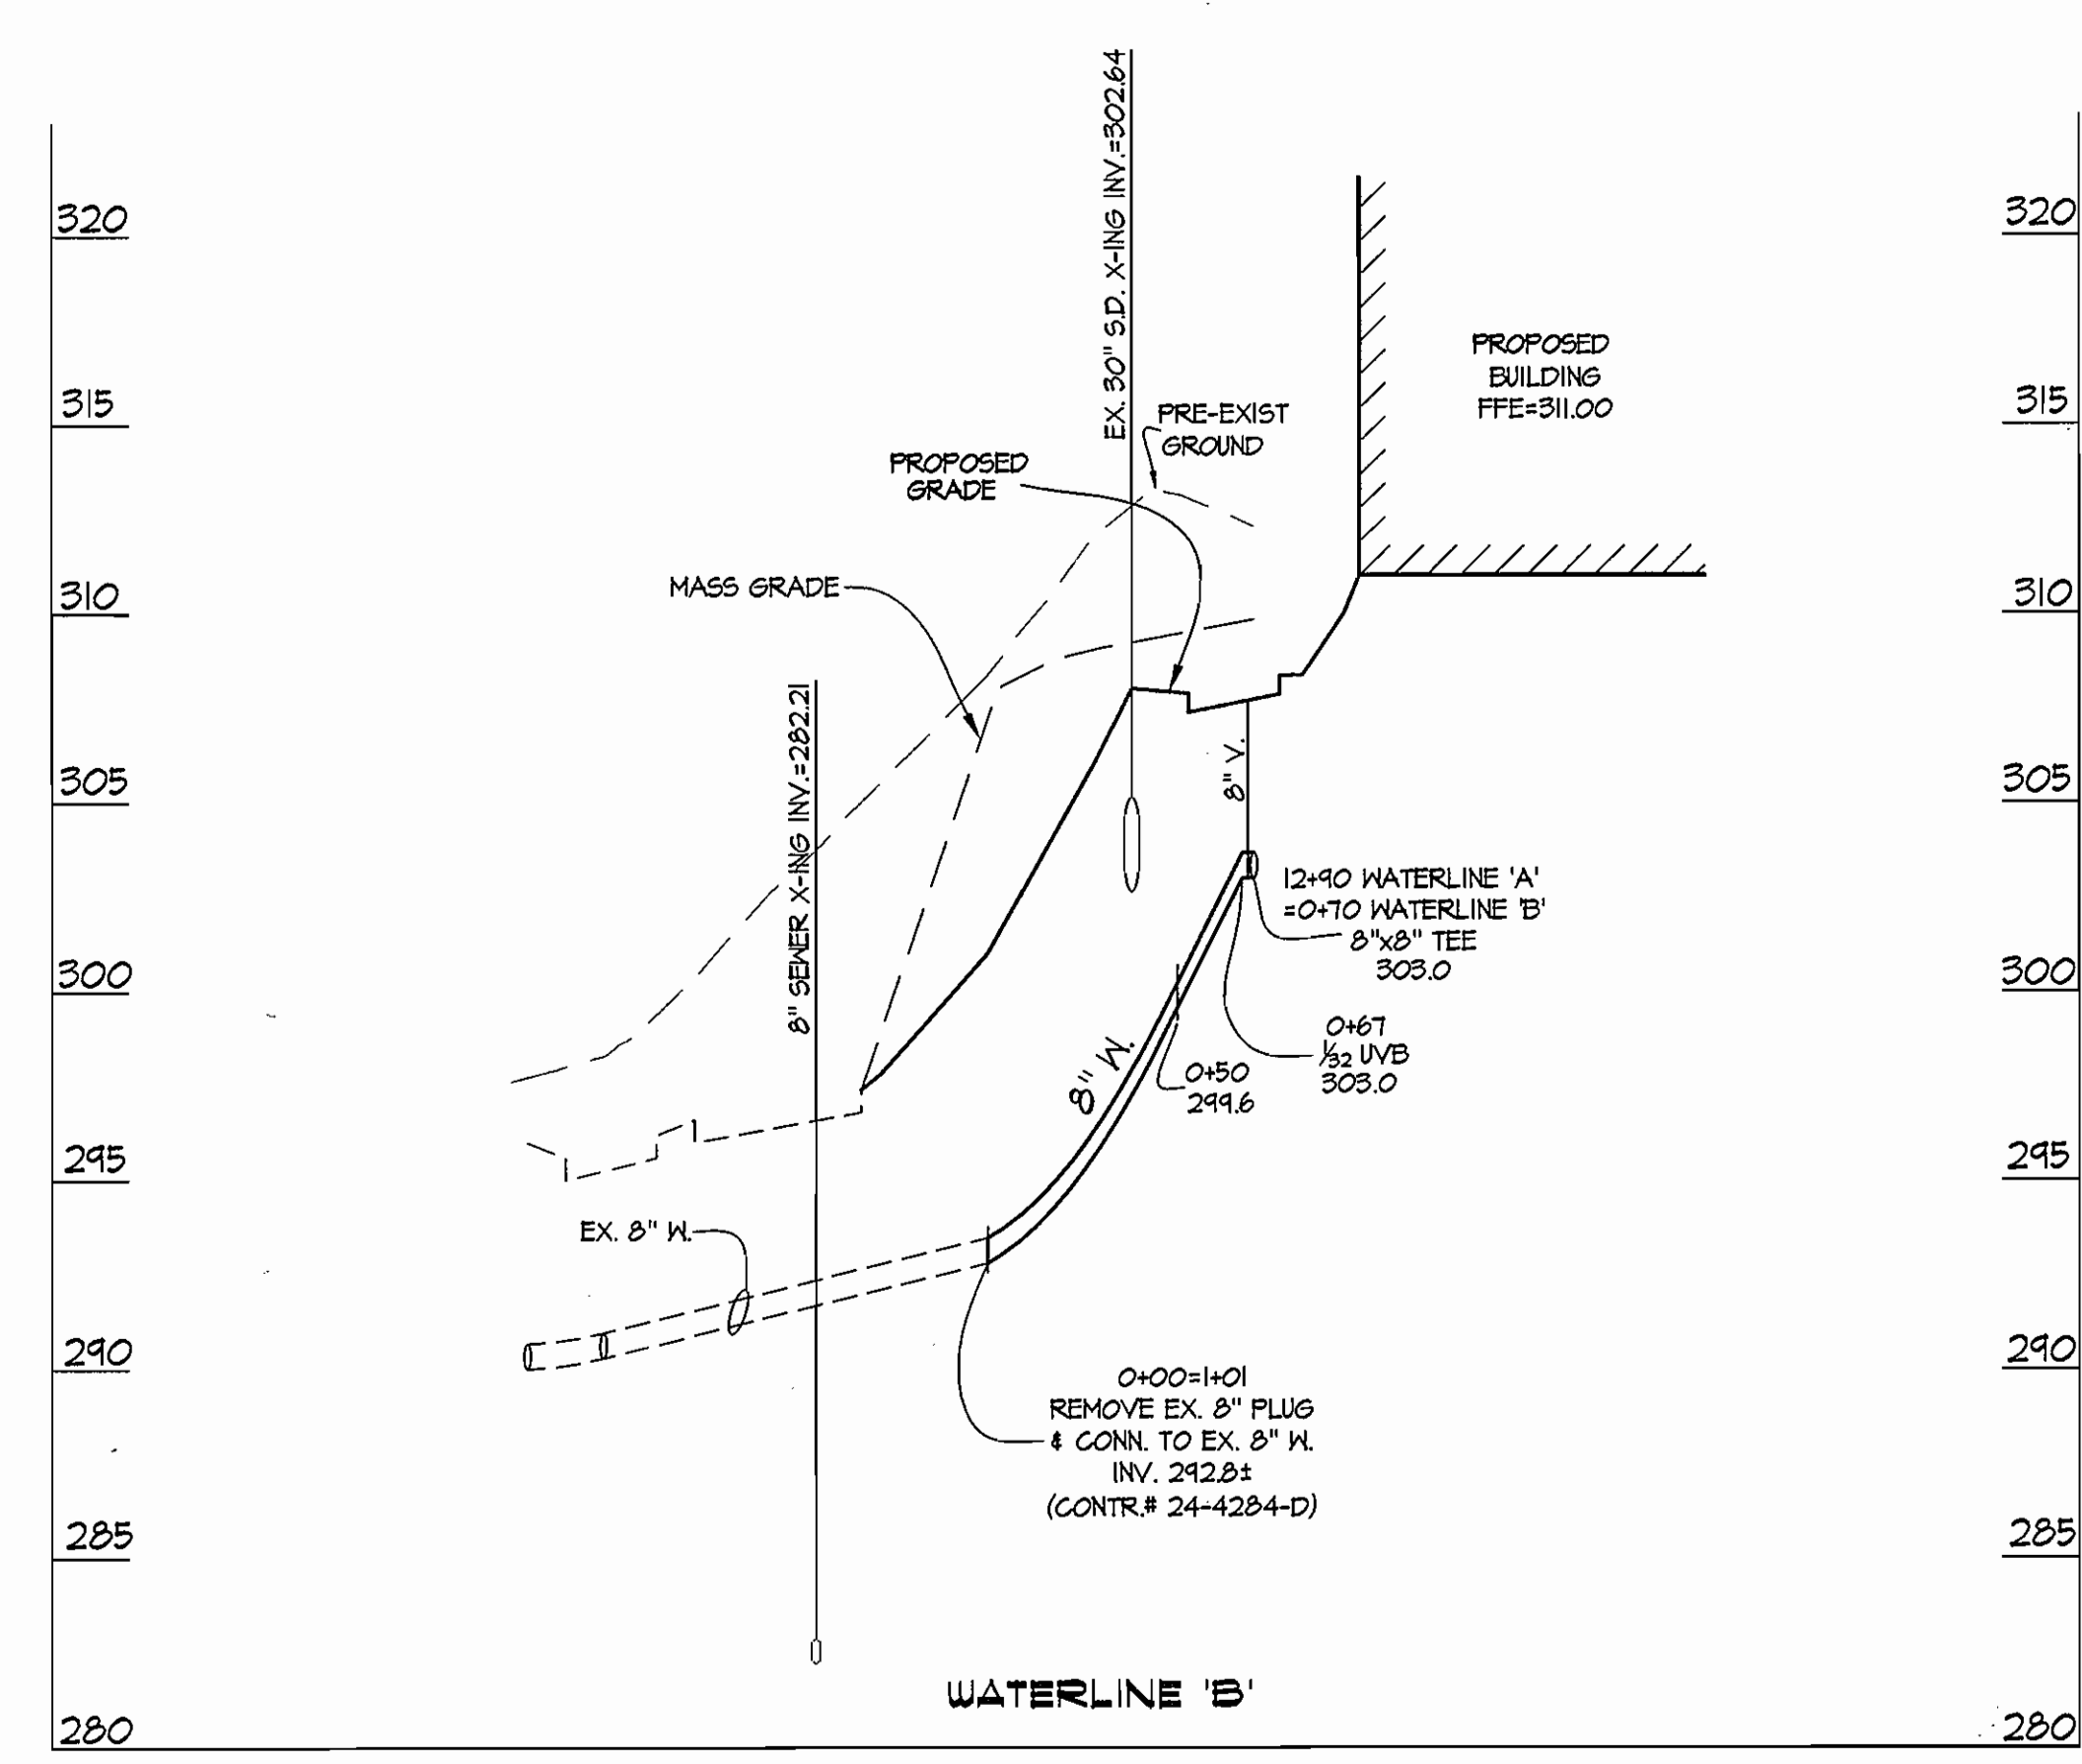 EX. 30" S.D. X-ING INV.=302.64
320
320
PROPOSED
BUILDING
FFE=311.00
315
315
PRE-EXIST
GROUND
PROPOSED
GRADE
MASS GRADE
310
310
8" SEWER X-ING INV.=282.21
305
305
8" V.
12+90 WATERLINE 'A'
=0+70 WATERLINE 'B'
8"x8" TEE
303.0
300
300
0+67
1/32 UVB
303.0
8" W.
0+50
299.6
295
295
EX. 8" W.
290
290
0+00=1+01
REMOVE EX. 8" PLUG
& CONN. TO EX. 8" W.
INV. 292.8±
(CONTR.# 24-4284-D)
285
285
WATERLINE 'B'
280
280